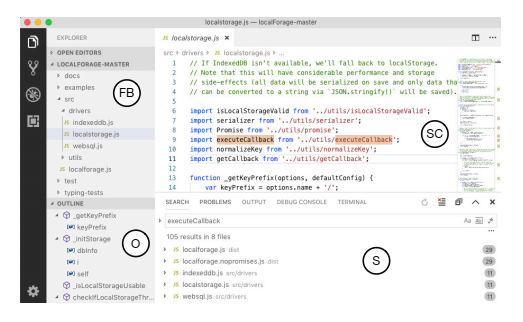 localstorage.js — localForage-master
EXPLORER
OPEN EDITORS
LOCALFORAGE-MASTER
docs
examples
src
FB
drivers
JS indexeddb.js
JS localstorage.js
JS websql.js
utils
JS localforage.js
test
typing-tests
OUTLINE
_getKeyPrefix
keyPrefix
_initStorage
O
dbInfo
i
self
_isLocalStorageUsable
checkIfLocalStorageThr...
JS localstorage.js ×
src ▸ drivers ▸ JS localstorage.js ▸ ...
1 // If IndexedDB isn't available, we'll fall back to localStorage.
2 // Note that this will have considerable performance and storage
3 // side-effects (all data will be serialized on save and only data tha
4 // can be converted to a string via `JSON.stringify()` will be saved).
5
6 import isLocalStorageValid from '../utils/isLocalStorageValid';
7 import serializer from '../utils/serializer';
8 import Promise from '../utils/promise';
9 import executeCallback from '../utils/executeCallback';
10 import normalizeKey from '../utils/normalizeKey';
11 import getCallback from '../utils/getCallback';
12
13 function _getKeyPrefix(options, defaultConfig) {
14 var keyPrefix = options.name + '/';
SC
SEARCH PROBLEMS OUTPUT DEBUG CONSOLE TERMINAL
executeCallback
Aa Abl .*
105 results in 8 files
JS localforage.js dist 29
JS localforage.nopromises.js dist 29
JS indexeddb.js src/drivers 11
JS localstorage.js src/drivers 11
JS websql.js src/drivers 11
S